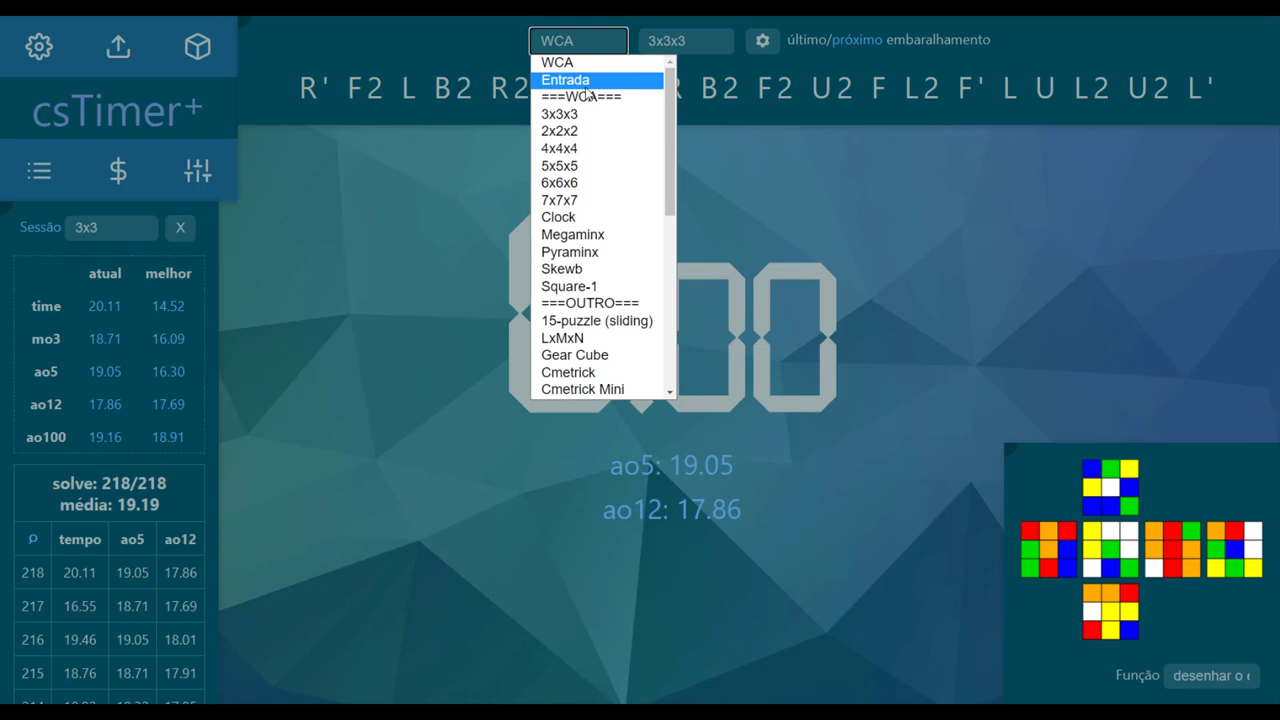 WCA
3x3x3
último/próximo embaralhamento
R' F2 L B2 R2
R B2 F2 U2 F L2 F' L U L2 U2 L'
WCA
Entrada
===WCA===
3x3x3
2x2x2
4x4x4
5x5x5
6x6x6
7x7x7
Clock
Megaminx
Pyraminx
Skewb
Square-1
===OUTRO===
15-puzzle (sliding)
LxMxN
Gear Cube
Cmetrick
Cmetrick Mini
csTimer+
Sessão 3x3 X
atual melhor
time 20.11 14.52
mo3 18.71 16.09
ao5 19.05 16.30
ao12 17.86 17.69
ao100 19.16 18.91
solve: 218/218
média: 19.19
tempo ao5 ao12
218 20.11 19.05 17.86
217 16.55 18.71 17.69
216 19.46 19.05 18.01
215 18.76 18.71 17.91
ao5: 19.05
ao12: 17.86
Função desenhar o